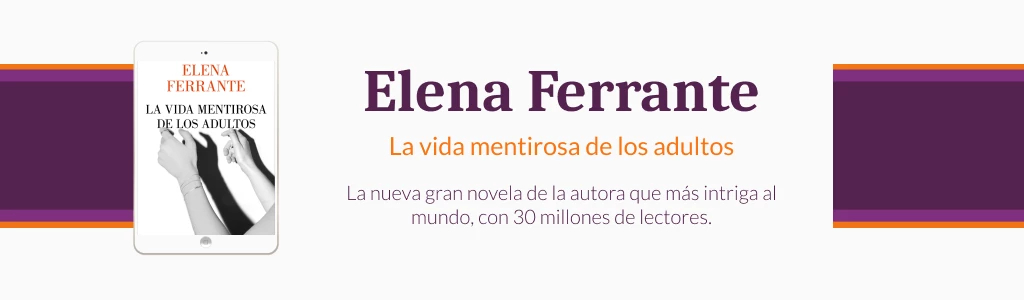 ELENA
FERRANTE
LA VIDA MENTIROSA
DE LOS ADULTOS
Elena Ferrante
La vida mentirosa de los adultos
La nueva gran novela de la autora que más intriga al
mundo, con 30 millones de lectores.